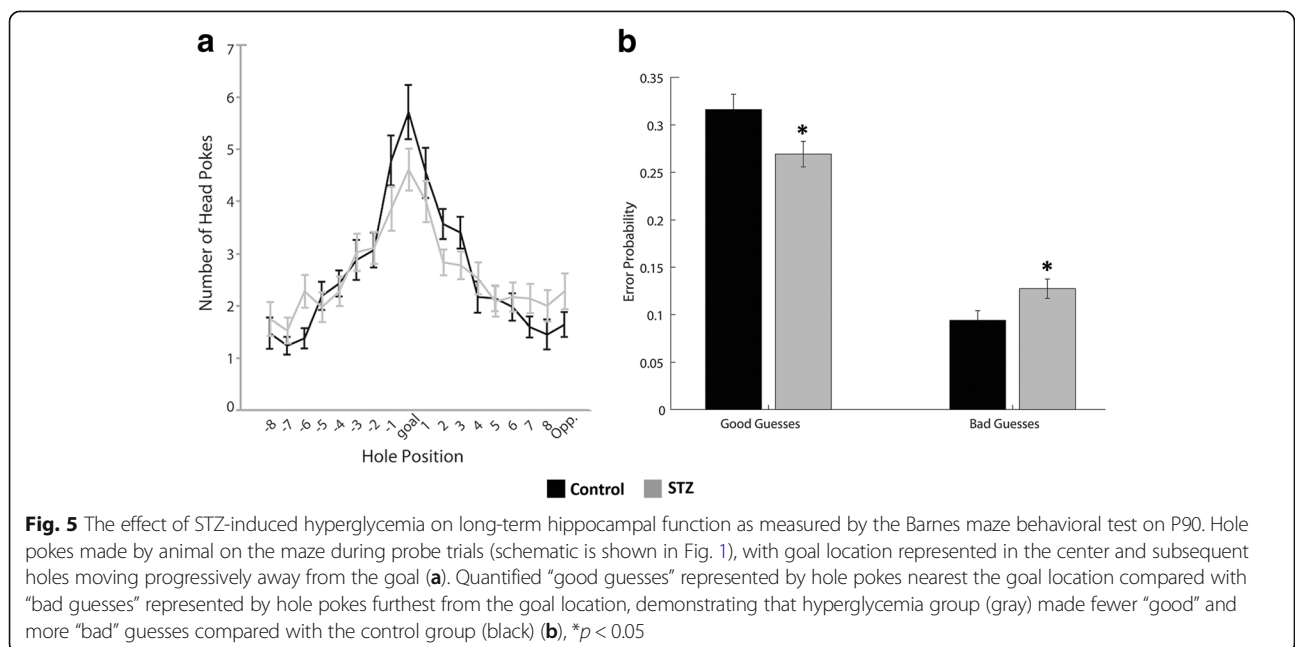 a
7
6
5
4
3
2
1
0
Number of Head Pokes
-8 -7 -6 -5 -4 -3 -2 -1 goal 1 2 3 4 5 6 7 8 Opp.
Hole Position
b
0.35
0.3
0.25
0.2
0.15
0.1
0.05
0
Error Probability
*
*
Good Guesses Bad Guesses
Control STZ
Fig. 5 The effect of STZ-induced hyperglycemia on long-term hippocampal function as measured by the Barnes maze behavioral test on P90. Hole
pokes made by animal on the maze during probe trials (schematic is shown in Fig. 1), with goal location represented in the center and subsequent
holes moving progressively away from the goal (a). Quantified “good guesses” represented by hole pokes nearest the goal location compared with
“bad guesses” represented by hole pokes furthest from the goal location, demonstrating that hyperglycemia group (gray) made fewer “good” and
more “bad” guesses compared with the control group (black) (b), *p < 0.05